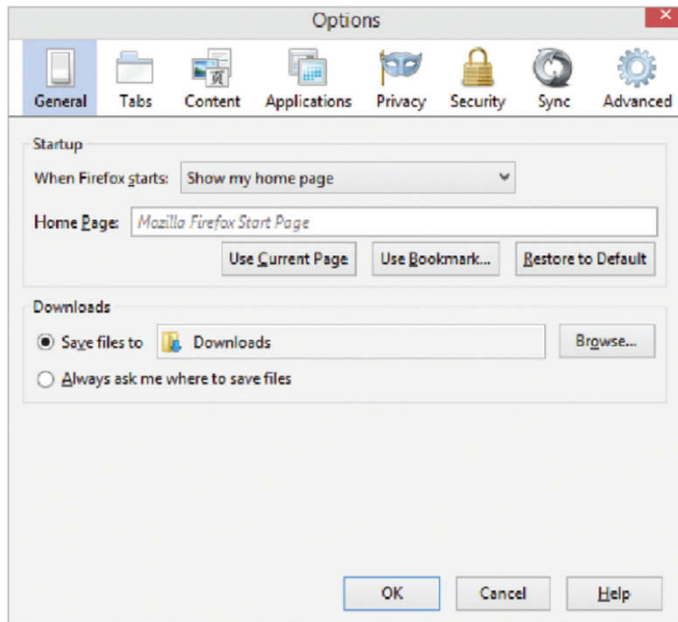 Options
General Tabs Content Applications Privacy Security Sync Advanced
Startup
When Firefox starts: Show my home page
Home Page: Mozilla Firefox Start Page
Use Current Page Use Bookmark... Restore to Default
Downloads
Save files to Downloads Browse...
Always ask me where to save files
OK Cancel Help